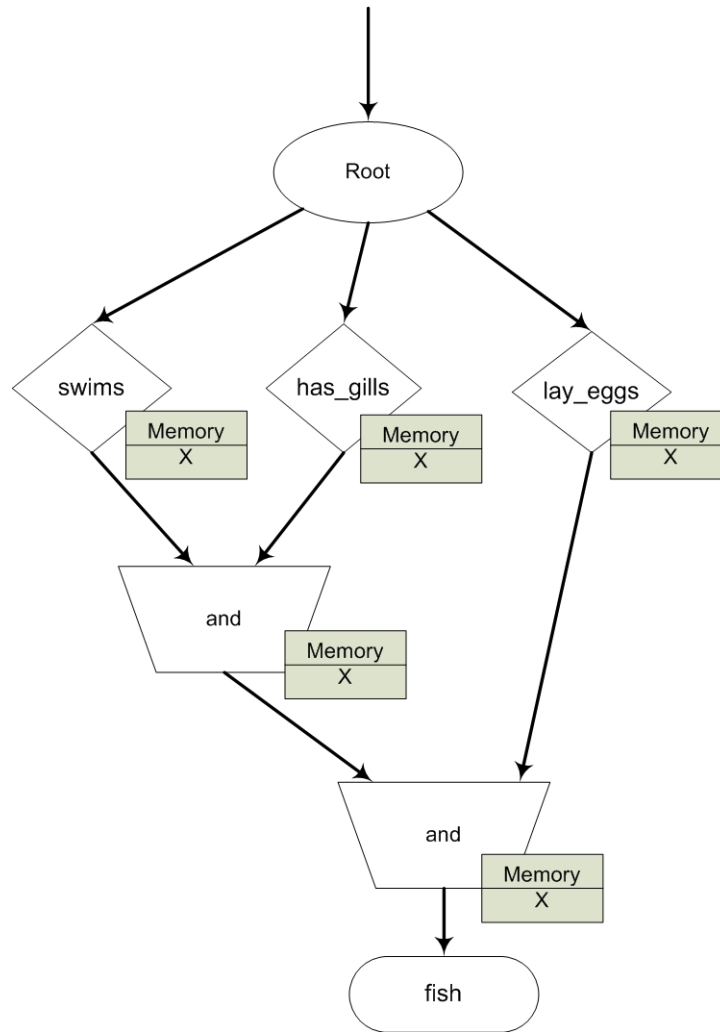 Root
swims
Memory
X
has_gills
Memory
X
lay_eggs
Memory
X
and
Memory
X
and
Memory
X
fish